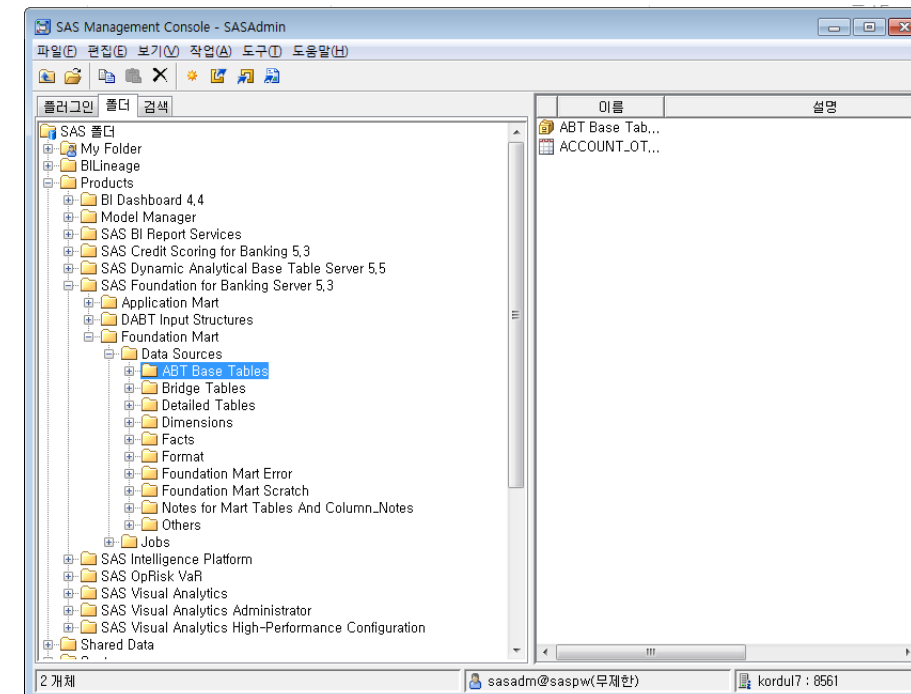 SAS Management Console - SASAdmin
파일(F) 편집(E) 보기(V) 작업(A) 도구(T) 도움말(H)
플러그인 폴더 검색
SAS 폴더
My Folder
BILineage
Products
BI Dashboard 4.4
Model Manager
SAS BI Report Services
SAS Credit Scoring for Banking 5.3
SAS Dynamic Analytical Base Table Server 5.5
SAS Foundation for Banking Server 5.3
Application Mart
DABT Input Structures
Foundation Mart
Data Sources
ABT Base Tables
Bridge Tables
Detailed Tables
Dimensions
Facts
Format
Foundation Mart Error
Foundation Mart Scratch
Notes for Mart Tables And Column_Notes
Others
Jobs
SAS Intelligence Platform
SAS OpRisk VaR
SAS Visual Analytics
SAS Visual Analytics Administrator
SAS Visual Analytics High-Performance Configuration
Shared Data
이름 설명
ABT Base Tab...
ACCOUNT_OT...
2 개체 sasadm@saspw(무제한) kordul7 : 8561